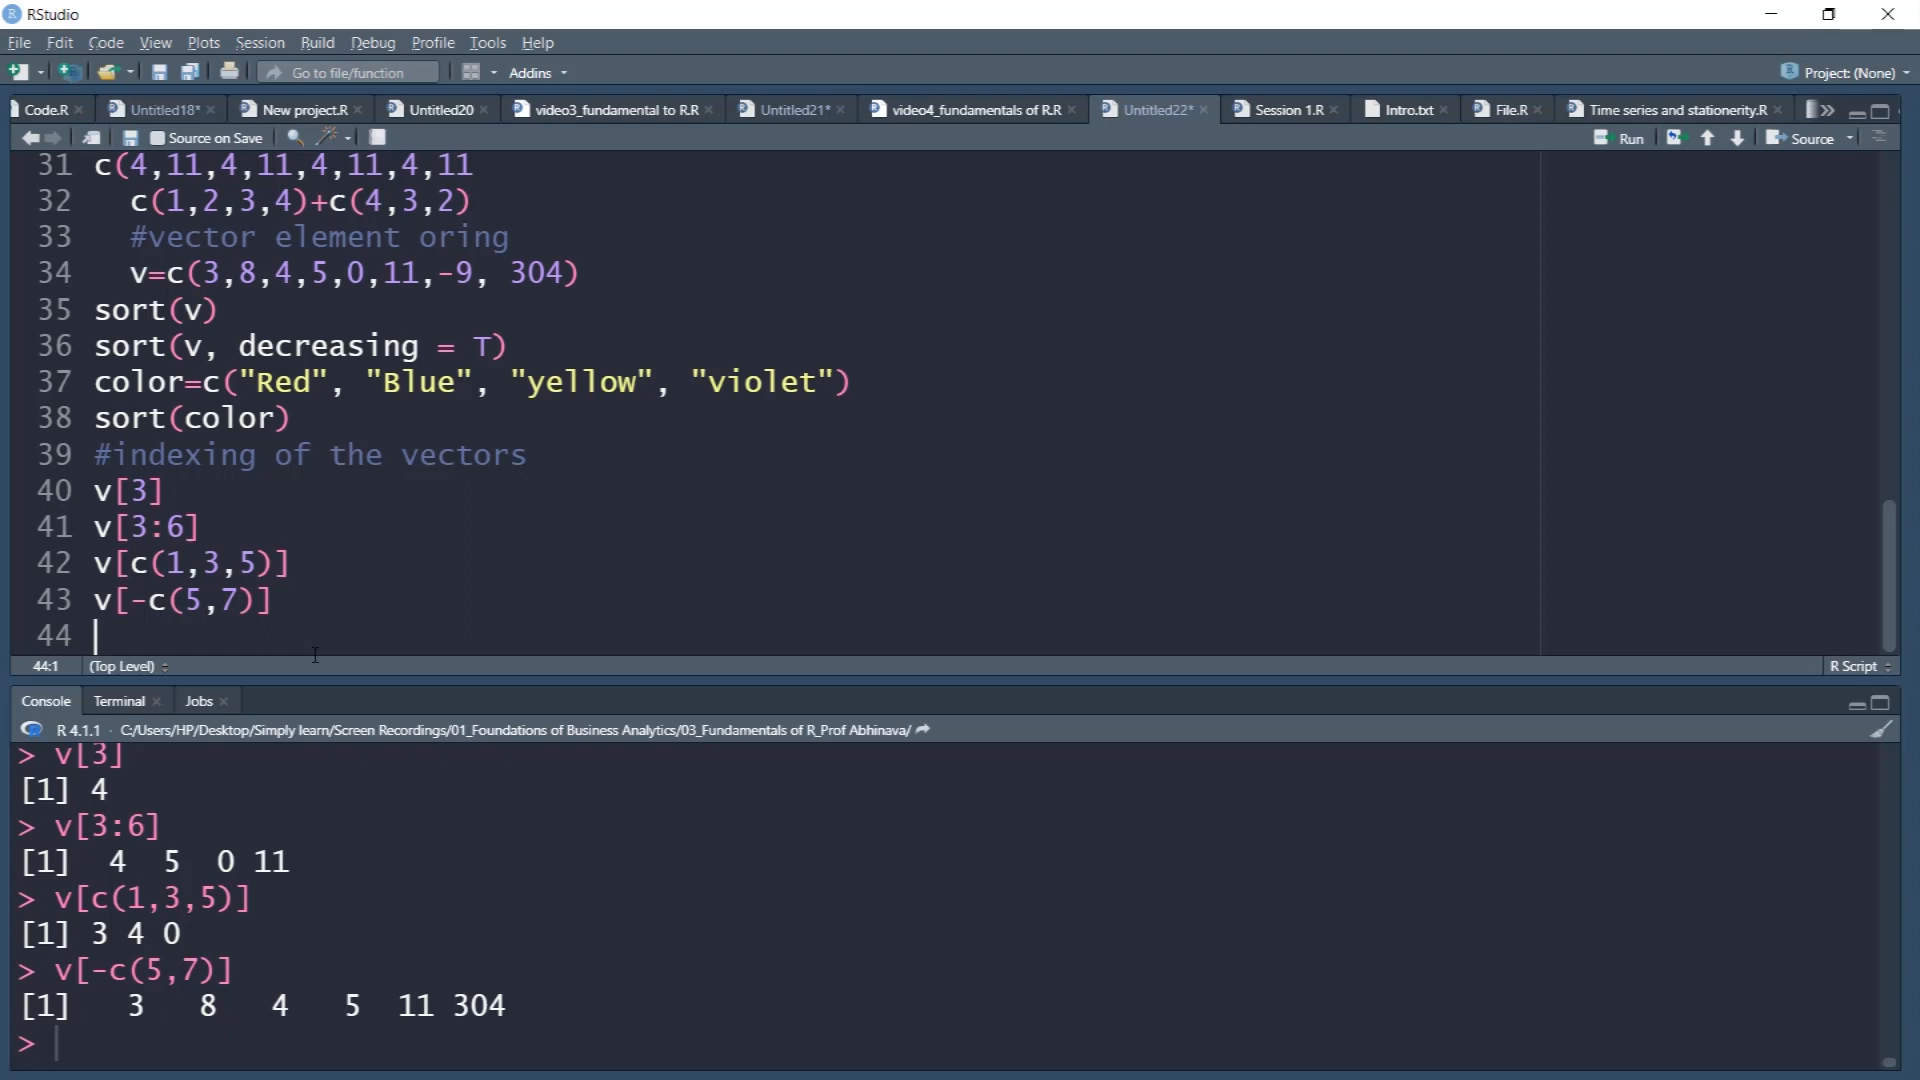 RStudio
File Edit Code View Plots Session Build Debug Profile Tools Help
Go to file/function Addins Project: (None)
Code.R Untitled18* New project.R Untitled20 video3_fundamental to R.R Untitled21* video4_fundamentals of R.R Untitled22* Session 1.R Intro.txt File.R Time series and stationerity.R
Source on Save Run Source
31 c(4,11,4,11,4,11,4,11
32 c(1,2,3,4)+c(4,3,2)
33 #vector element oring
34 v=c(3,8,4,5,0,11,-9, 304)
35 sort(v)
36 sort(v, decreasing = T)
37 color=c("Red", "Blue", "yellow", "violet")
38 sort(color)
39 #indexing of the vectors
40 v[3]
41 v[3:6]
42 v[c(1,3,5)]
43 v[-c(5,7)]
44
44:1 (Top Level) R Script
Console Terminal Jobs
R 4.1.1 · C:/Users/HP/Desktop/Simply learn/Screen Recordings/01_Foundations of Business Analytics/03_Fundamentals of R_Prof Abhinava/
> v[3]
[1] 4
> v[3:6]
[1] 4 5 0 11
> v[c(1,3,5)]
[1] 3 4 0
> v[-c(5,7)]
[1] 3 8 4 5 11 304
>